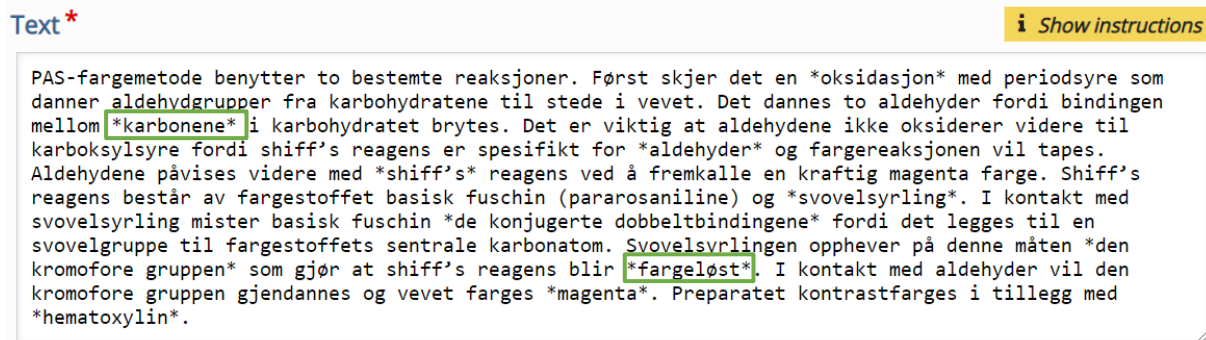 Text*
i Show instructions
PAS-fargemetode benytter to bestemte reaksjoner. Først skjer det en *oksidasjon* med periodsyre som
danner aldehydgrupper fra karbohydratene til stede i vevet. Det dannes to aldehyder fordi bindingen
mellom *karbonene* i karbohydratet brytes. Det er viktig at aldehydene ikke oksiderer videre til
karboksylsyre fordi shiff's reagens er spesifikt for *aldehyder* og fargereaksjonen vil tapes.
Aldehydene påvises videre med *shiff's* reagens ved å fremkalle en kraftig magenta farge. Shiff's
reagens består av fargestoffet basisk fuschin (pararosaniline) og *svovelsyrling*. I kontakt med
svovelsyrling mister basisk fuschin *de konjugerte dobbeltbindingene* fordi det legges til en
svovelgruppe til fargestoffets sentrale karbonatom. Svovelsyrlingen opphever på denne måten *den
kromofore gruppen* som gjør at shiff's reagens blir *fargeløst*. I kontakt med aldehyder vil den
kromofore gruppen gjendannes og vevet farges *magenta*. Preparatet kontrastfarges i tillegg med
*hematoxylin*.